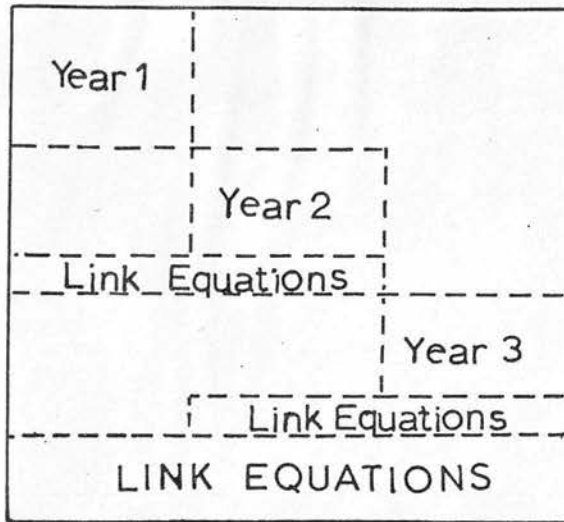 Year 1
Year 2
Link Equations
Year 3
Link Equations
LINK EQUATIONS